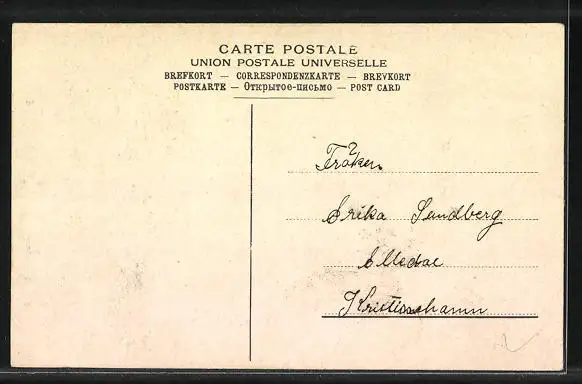 CARTE POSTALE
UNION POSTALE UNIVERSELLE
BREFKORT — CORRESPONDENZKARTE — BREVKORT
POSTKARTE — Открытое-письмо — POST CARD
Fröken
Erika Sandberg
Kristinehamn